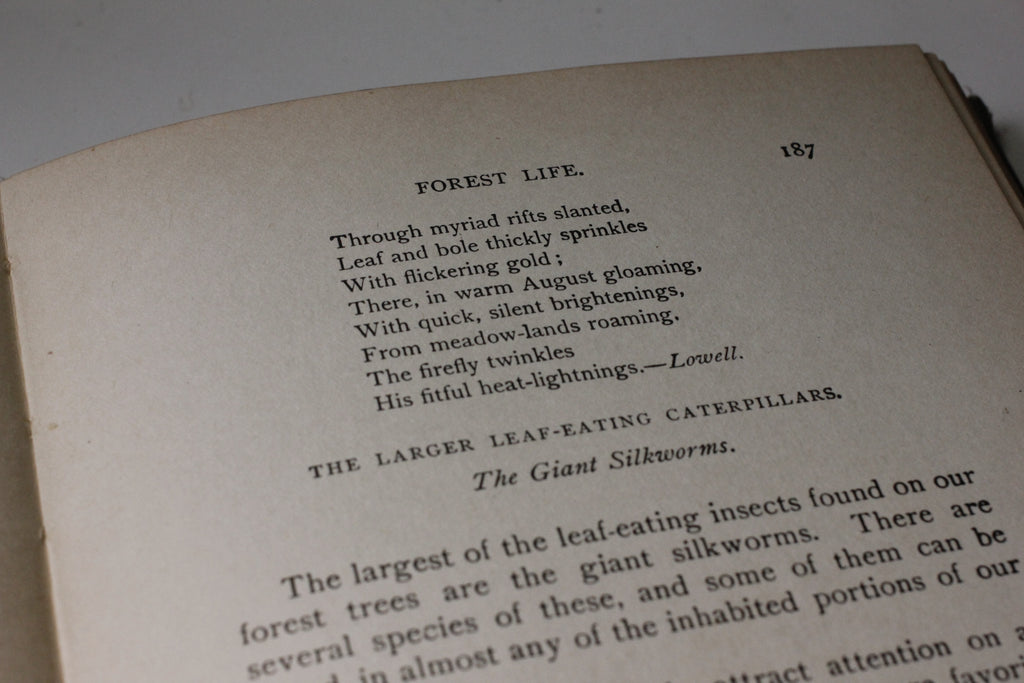 FOREST LIFE. 187
Through myriad rifts slanted,
Leaf and bole thickly sprinkles
With flickering gold;
There, in warm August gloaming,
With quick, silent brightenings,
From meadow-lands roaming,
The firefly twinkles
His fitful heat-lightnings.—Lowell.
THE LARGER LEAF-EATING CATERPILLARS.
The Giant Silkworms.
The largest of the leaf-eating insects found on our
forest trees are the giant silkworms. There are
several species of these, and some of them can be
in almost any of the inhabited portions of our
attract attention on a